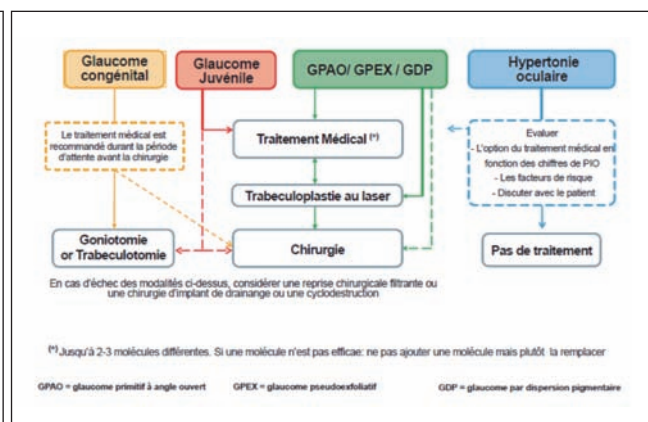 Glaucome
congénital
Glaucome
Juvénile
GPAO/ GPEX / GDP
Hypertonie
oculaire
Le traitement médical est
recommandé durant la période
d'attente avant la chirurgie
Traitement Médical (*)
Evaluer
- L'option du traitement médical en
fonction des chiffres de PIO
- Les facteurs de risque
- Discuter avec le patient
Trabeculoplastie au laser
Goniotomie
or Trabeculotomie
Chirurgie
Pas de traitement
En cas d'échec des modalités ci-dessus, considérer une reprise chirurgicale filtrante ou
une chirurgie d'implant de drainange ou une cyclodestruction
(*) Jusqu'à 2-3 molécules différentes. Si une molécule n'est pas efficae: ne pas ajouter une molécule mais plutôt la remplacer
GPAO = glaucome primitif à angle ouvert GPEX = glaucome pseudoexfoliatif GDP = glaucome par dispersion pigmentaire